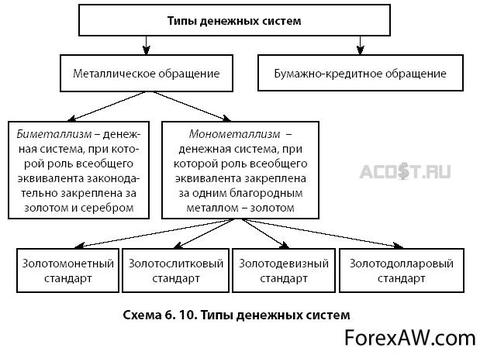 Типы денежных систем
Металлическое обращение
Бумажно-кредитное обращение
Биметаллизм – денеж-
ная система, при кото-
рой роль всеобщего
эквивалента законода-
тельно закреплена за
золотом и серебром
Монометаллизм –
денежная система, при
которой роль всеобщего
эквивалента закреплена
за одним благородным
металлом – золотом
ACO$T.RU
Золотомонетный
стандарт
Золотослитковый
стандарт
Золотодевизный
стандарт
Золотодолларовый
стандарт
Схема 6. 10. Типы денежных систем
ForexAW.com